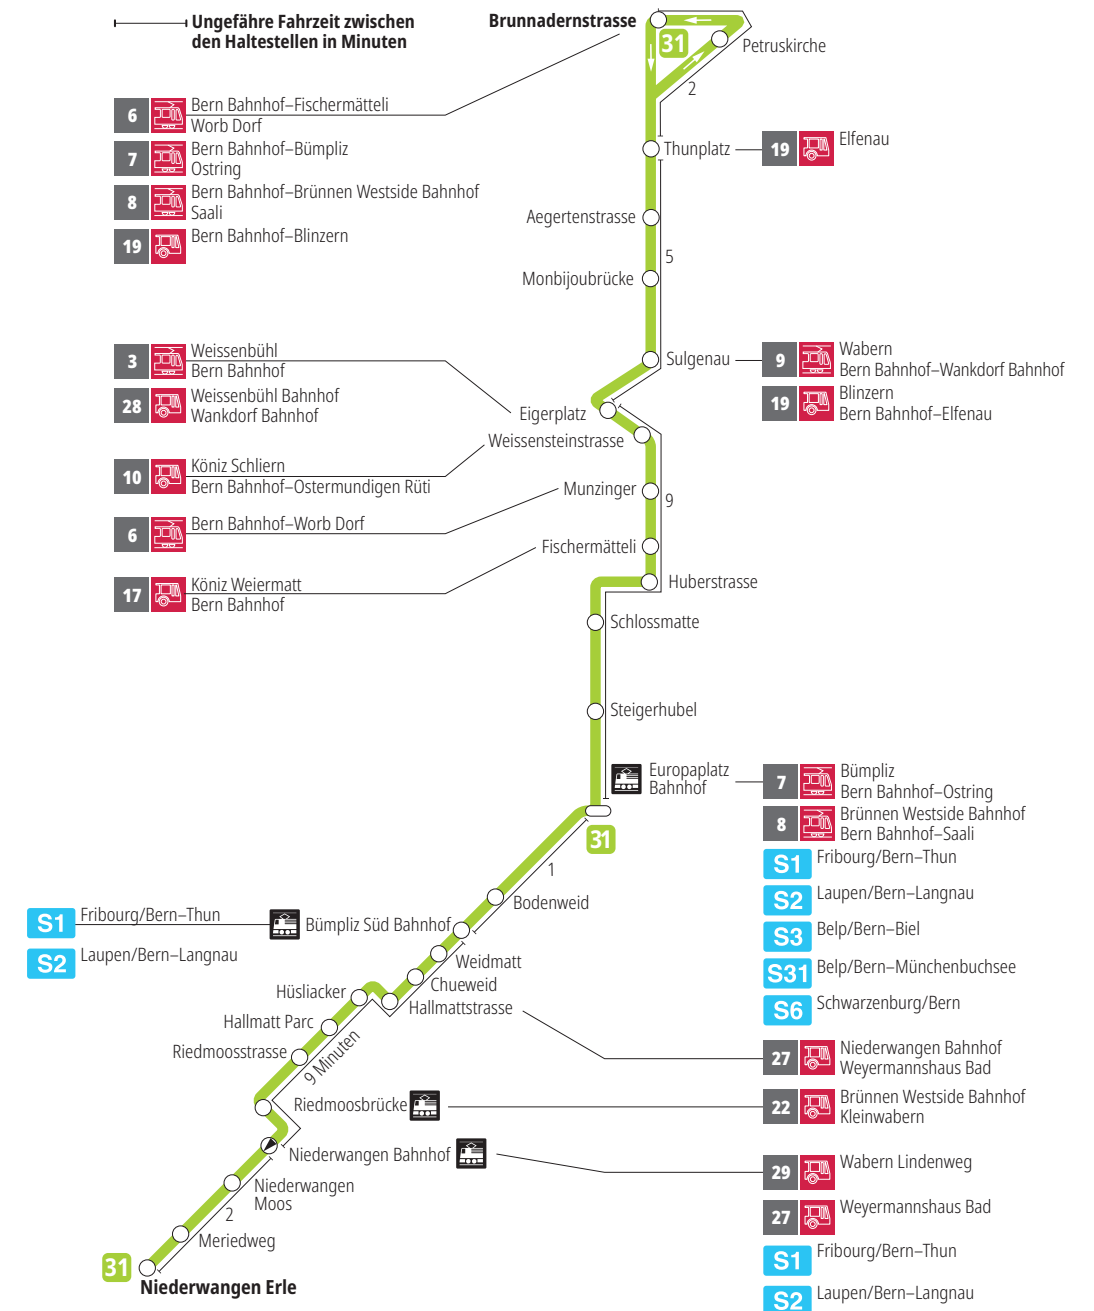 Ungefähre Fahrzeit zwischen
den Haltestellen in Minuten
Brunnadernstrasse
31
Petruskirche
2
6
Bern Bahnhof–Fischermätteli
Worb Dorf
7
Bern Bahnhof–Bümpliz
Ostring
8
Bern Bahnhof–Brünnen Westside Bahnhof
Saali
19
Bern Bahnhof–Blinzern
Thunplatz
19
Elfenau
Aegertenstrasse
5
Monbijoubrücke
Sulgenau
9
Wabern
Bern Bahnhof–Wankdorf Bahnhof
19
Blinzern
Bern Bahnhof–Elfenau
3
Weissenbühl
Bern Bahnhof
28
Weissenbühl Bahnhof
Wankdorf Bahnhof
Eigerplatz
Weissensteinstrasse
10
Köniz Schliern
Bern Bahnhof–Ostermundigen Rüti
Munzinger
9
6
Bern Bahnhof–Worb Dorf
Fischermätteli
17
Köniz Weiermatt
Bern Bahnhof
Huberstrasse
Schlossmatte
Steigerhubel
Europaplatz
Bahnhof
7
Bümpliz
Bern Bahnhof–Ostring
8
Brünnen Westside Bahnhof
Bern Bahnhof–Saali
S1
Fribourg/Bern–Thun
S2
Laupen/Bern–Langnau
S3
Belp/Bern–Biel
S31
Belp/Bern–Münchenbuchsee
S6
Schwarzenburg/Bern
31
1
Bodenweid
Bümpliz Süd Bahnhof
S1
Fribourg/Bern–Thun
S2
Laupen/Bern–Langnau
Weidmatt
Chueweid
Hallmattstrasse
27
Niederwangen Bahnhof
Weyermannshaus Bad
Hüsliacker
Hallmatt Parc
Riedmoosstrasse
9 Minuten
Riedmoosbrücke
22
Brünnen Westside Bahnhof
Kleinwabern
Niederwangen Bahnhof
29
Wabern Lindenweg
27
Weyermannshaus Bad
S1
Fribourg/Bern–Thun
S2
Laupen/Bern–Langnau
Niederwangen
Moos
2
Meriedweg
31
Niederwangen Erle